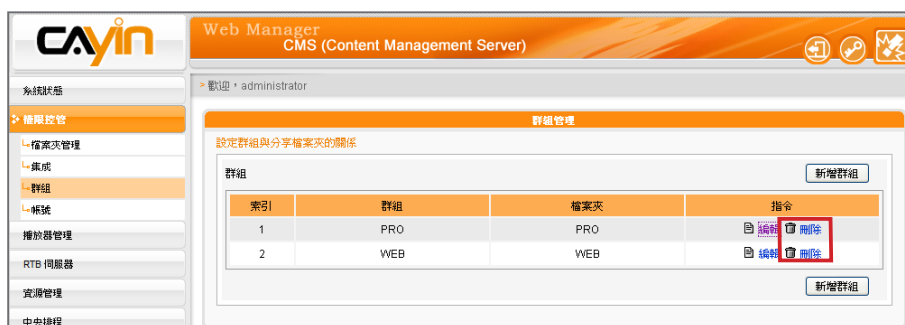 CAYIN
Web Manager
CMS (Content Management Server)
系統狀態
>歡迎，administrator
權限控管
檔案夾管理
集成
群組
帳號
播放器管理
RTB 伺服器
資源管理
中央排程
群組管理
設定群組與分享檔案夾的關係
群組 新增群組
索引 群組 檔案夾 指令
1 PRO PRO 編輯 刪除
2 WEB WEB 編輯 刪除
新增群組